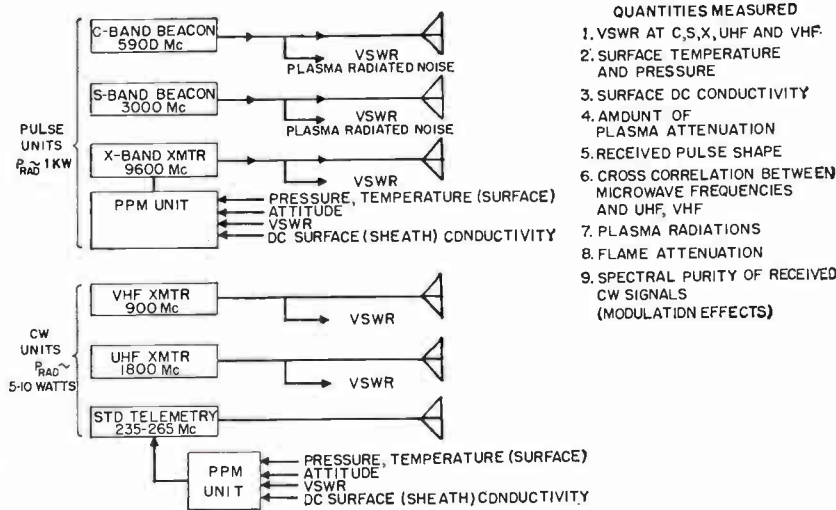 C-BAND BEACON
5900 Mc
VSWR
PLASMA RADIATED NOISE
S-BAND BEACON
3000 Mc
VSWR
PLASMA RADIATED NOISE
PULSE
UNITS
PRAD ~ 1 KW
X-BAND XMTR
9600 Mc
VSWR
PPM UNIT
PRESSURE, TEMPERATURE (SURFACE)
ATTITUDE
VSWR
DC SURFACE (SHEATH) CONDUCTIVITY
VHF XMTR
900 Mc
VSWR
CW
UNITS
PRAD ~
5-10 WATTS
UHF XMTR
1800 Mc
VSWR
STD TELEMETRY
235-265 Mc
PPM
UNIT
PRESSURE, TEMPERATURE (SURFACE)
ATTITUDE
VSWR
DC SURFACE (SHEATH) CONDUCTIVITY
QUANTITIES MEASURED
1. VSWR AT C,S,X, UHF AND VHF.
2. SURFACE TEMPERATURE
AND PRESSURE
3. SURFACE DC CONDUCTIVITY
4. AMOUNT OF
PLASMA ATTENUATION
5. RECEIVED PULSE SHAPE
6. CROSS CORRELATION BETWEEN
MICROWAVE FREQUENCIES
AND UHF, VHF
7. PLASMA RADIATIONS
8. FLAME ATTENUATION
9. SPECTRAL PURITY OF RECEIVED
CW SIGNALS
(MODULATION EFFECTS)